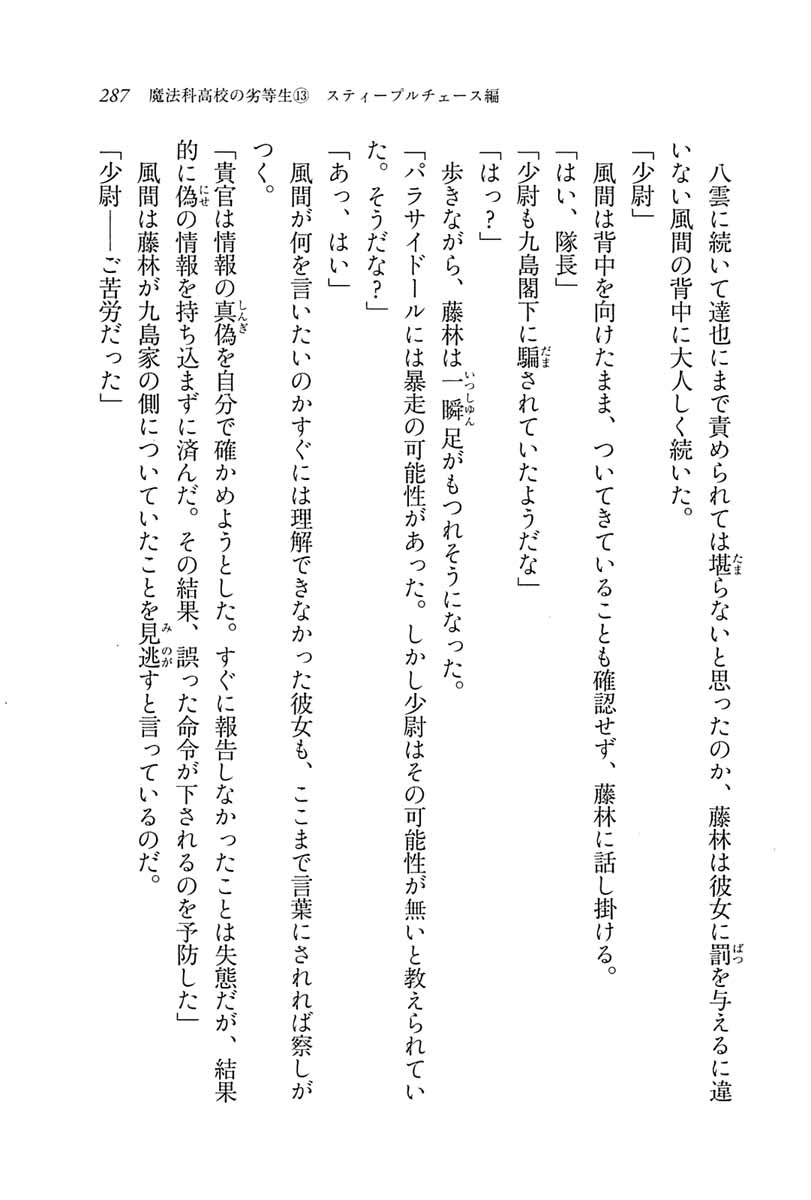 287　魔法科高校の劣等生⑬　スティープルチェース編
　八雲に続いて達也にまで責められては堪らないと思ったのか、藤林は彼女に罰を与えるに違
いない風間の背中に大人しく続いた。
「少尉」
　風間は背中を向けたまま、ついてきていることも確認せず、藤林に話し掛ける。
「はい、隊長」
「少尉も九島閣下に騙されていたようだな」
「はっ？」
　歩きながら、藤林は一瞬足がもつれそうになった。
「パラサイドールには暴走の可能性があった。しかし少尉はその可能性が無いと教えられてい
た。そうだな？」
「あっ、はい」
　風間が何を言いたいのかすぐには理解できなかった彼女も、ここまで言葉にされれば察しが
つく。
「貴官は情報の真偽を自分で確かめようとした。すぐに報告しなかったことは失態だが、結果
的に偽の情報を持ち込まずに済んだ。その結果、誤った命令が下されるのを予防した」
　風間は藤林が九島家の側についていたことを見逃すと言っているのだ。
「少尉——ご苦労だった」